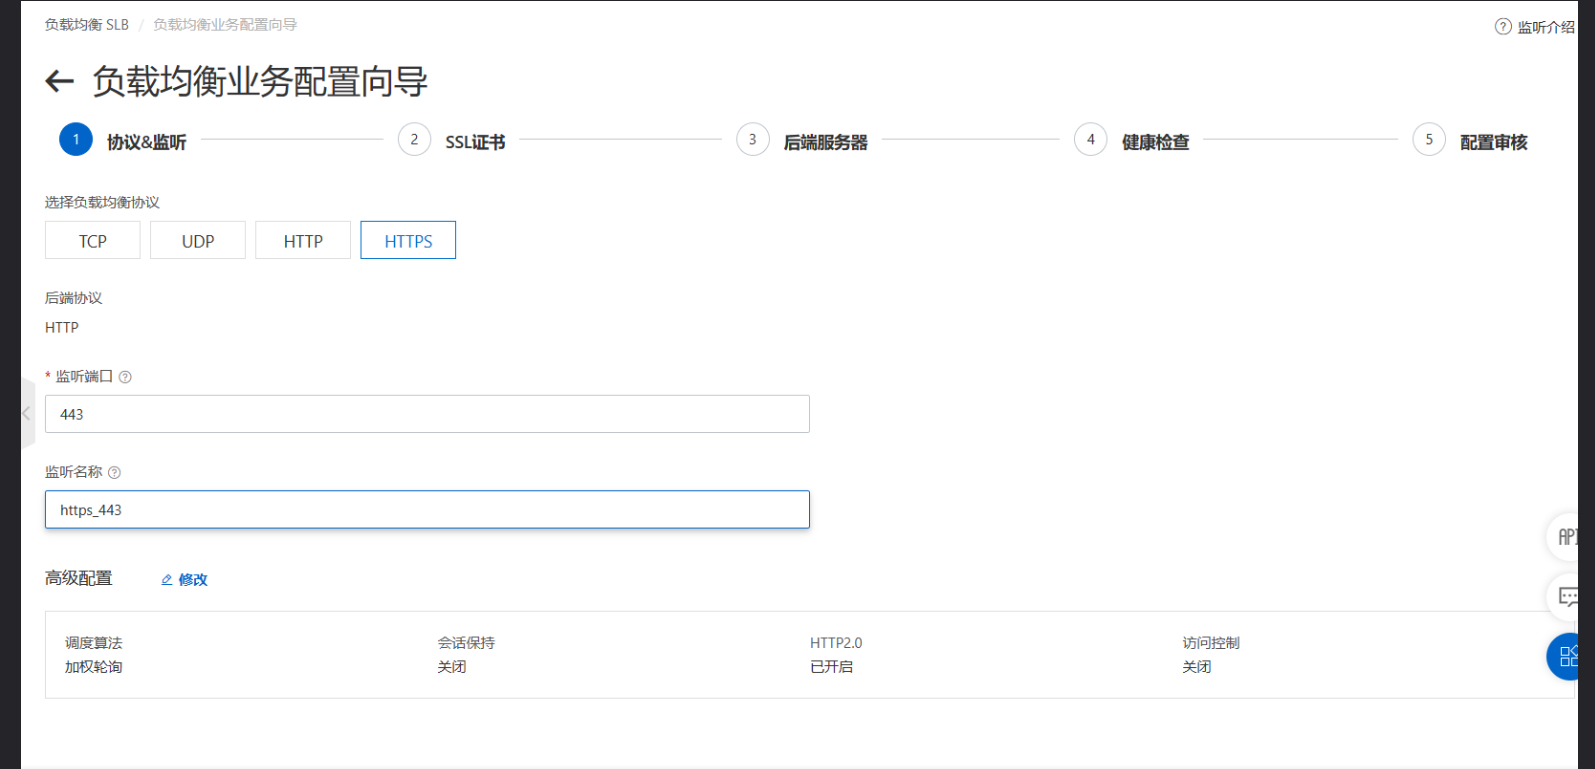 负载均衡 SLB / 负载均衡业务配置向导
? 监听介绍
← 负载均衡业务配置向导
1 协议&监听 2 SSL证书 3 后端服务器 4 健康检查 5 配置审核
选择负载均衡协议
TCP UDP HTTP HTTPS
后端协议
HTTP
* 监听端口 ?
443
监听名称 ?
https_443
API
高级配置 修改
调度算法 会话保持 HTTP2.0 访问控制
加权轮询 关闭 已开启 关闭